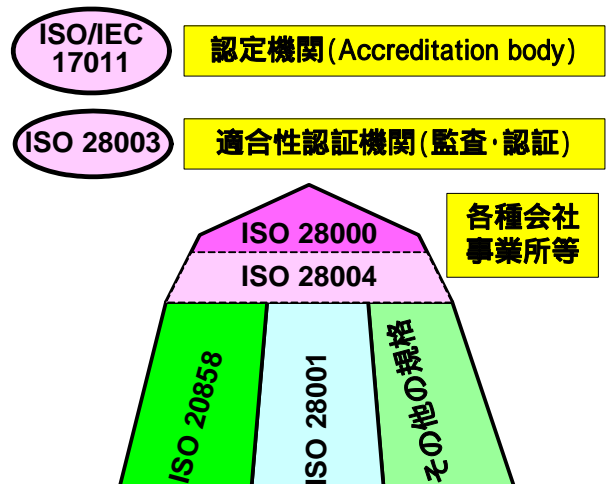 ISO/IEC
17011
認定機関(Accreditation body)
ISO 28003
適合性認証機関(監査・認証)
各種会社
事業所等
ISO 28000
ISO 28004
ISO 20858
ISO 28001
その他の規格